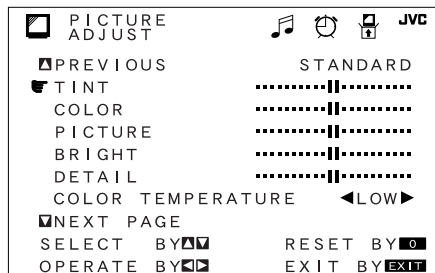 PICTURE
ADJUST
JVC
PREVIOUS STANDARD
TINT
COLOR
PICTURE
BRIGHT
DETAIL
COLOR TEMPERATURE ◀LOW▶
NEXT PAGE
SELECT BY▲▼ RESET BY 0
OPERATE BY◀▶ EXIT BY EXIT